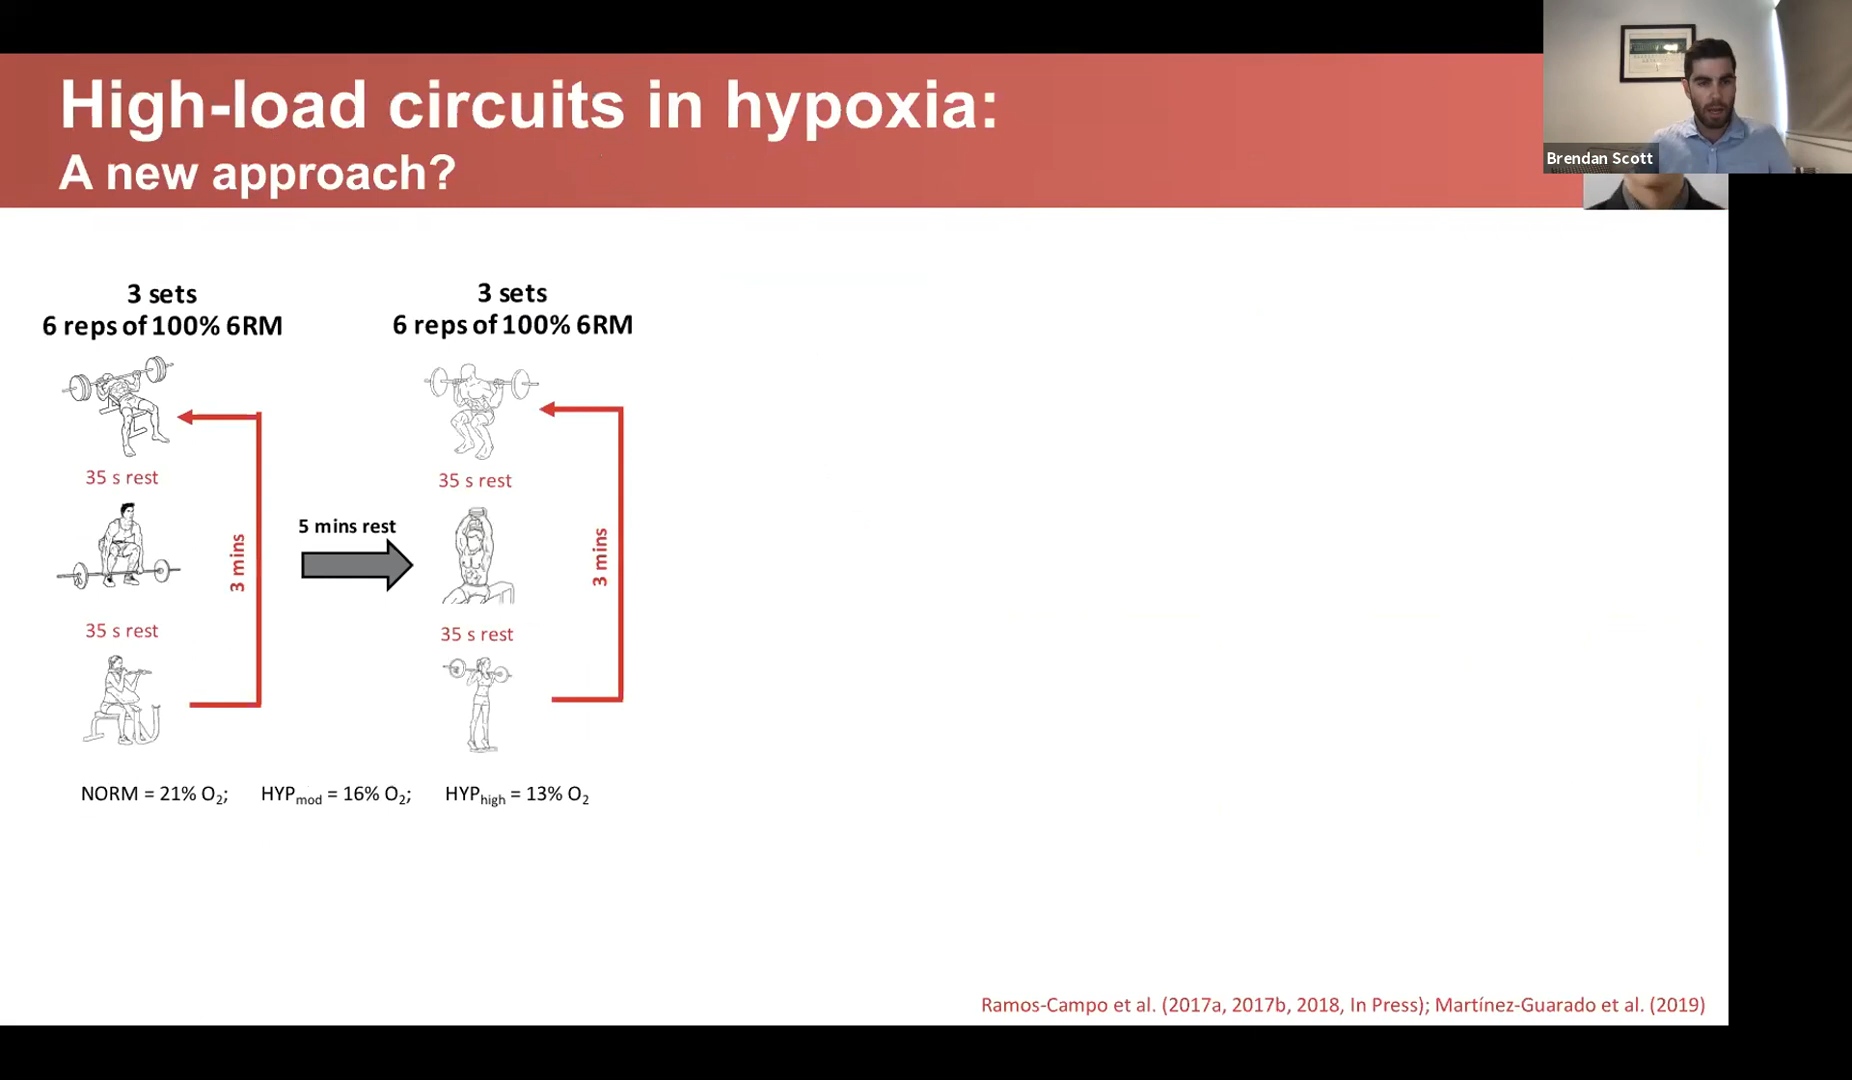 High-load circuits in hypoxia:
A new approach?
Brendan Scott
3 sets
6 reps of 100% 6RM
35 s rest
35 s rest
3 mins
5 mins rest
3 sets
6 reps of 100% 6RM
35 s rest
35 s rest
3 mins
NORM = 21% O₂; HYPmod = 16% O₂; HYPhigh = 13% O₂
Ramos-Campo et al. (2017a, 2017b, 2018, In Press); Martínez-Guarado et al. (2019)